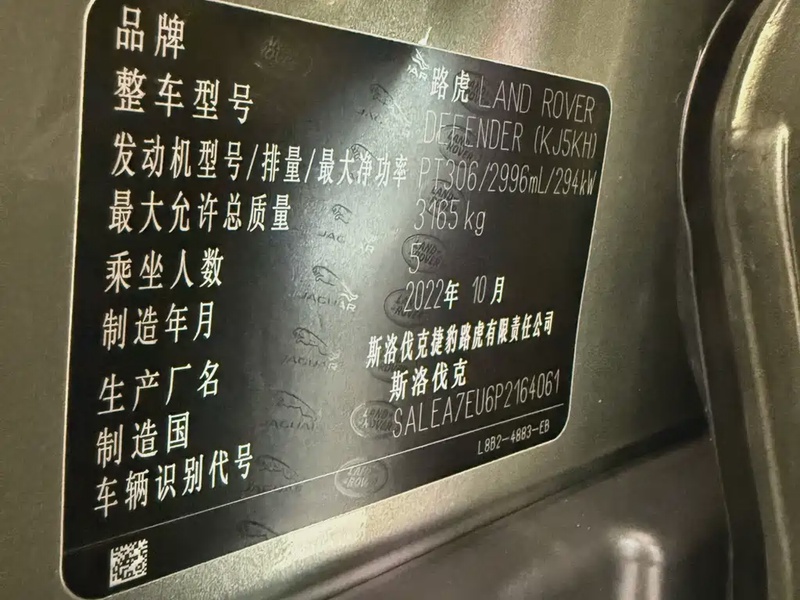 品牌 路虎 LAND ROVER
整车型号 DEFENDER (KJ5KH)
发动机型号/排量/最大净功率 PT306/2996mL/294kW
最大允许总质量 3165 kg
乘坐人数 5
制造年月 2022年 10月
生产厂名 斯洛伐克捷豹路虎有限责任公司
制造国 斯洛伐克
车辆识别代号 SALEA7EU6P2164061
L8B2-4883-EB
JAGUAR
LAND ROVER